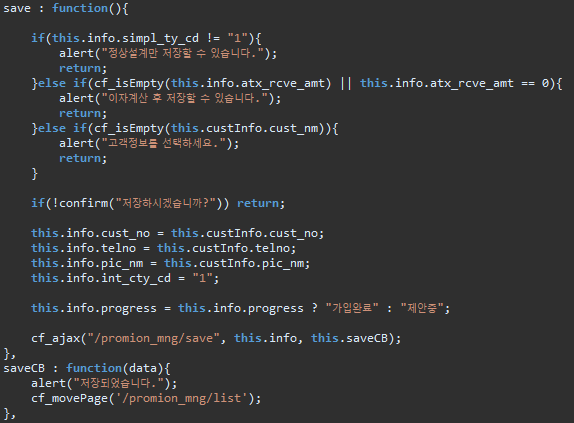 save : function(){
if(this.info.simpl_ty_cd != "1"){
alert("정상설계만 저장할 수 있습니다.");
return;
}else if(cf_isEmpty(this.info.atx_rcve_amt) || this.info.atx_rcve_amt == 0){
alert("이자계산 후 저장할 수 있습니다.");
return;
}else if(cf_isEmpty(this.custInfo.cust_nm)){
alert("고객정보를 선택하세요.");
return;
}
if(!confirm("저장하시겠습니까?")) return;
this.info.cust_no = this.custInfo.cust_no;
this.info.telno = this.custInfo.telno;
this.info.pic_nm = this.custInfo.pic_nm;
this.info.int_cty_cd = "1";
this.info.progress = this.info.progress ? "가입완료" : "제안중";
cf_ajax("/promion_mng/save", this.info, this.saveCB);
},
saveCB : function(data){
alert("저장되었습니다.");
cf_movePage('/promion_mng/list');
},